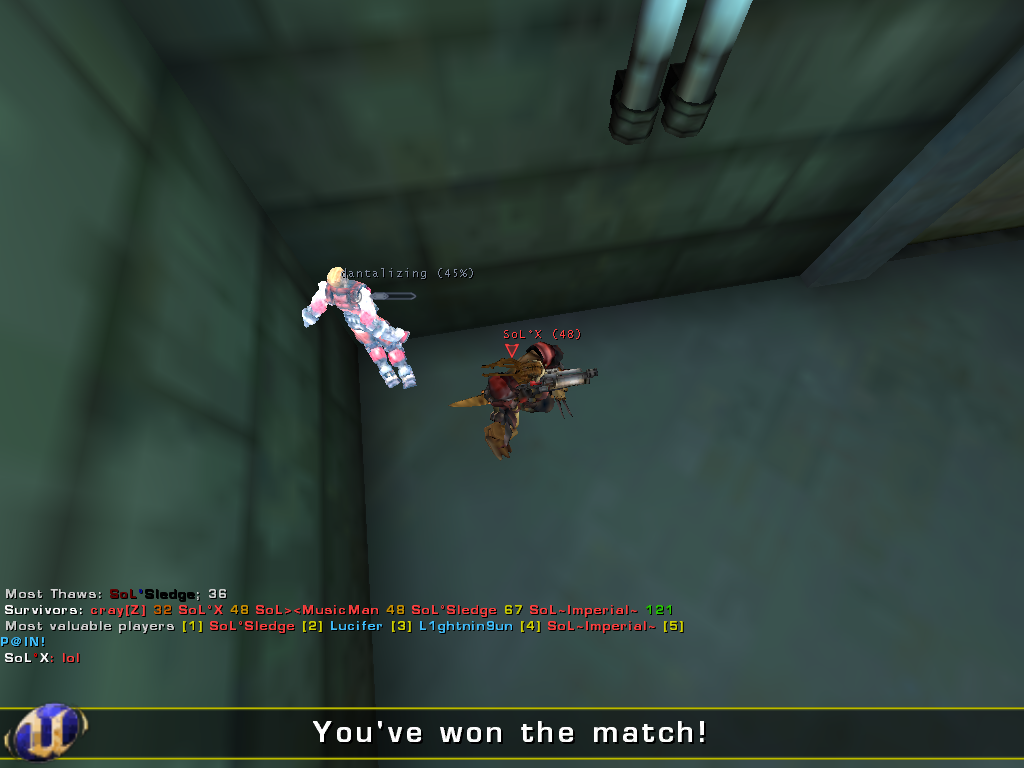 dantalizing (45%)
SoL°X (48)
Most Thaws: SoL°Sledge; 36
Survivors: cray[Z] 32 SoL°X 48 SoL><MusicMan 48 SoL°Sledge 67 SoL~Imperial~ 121
Most valuable players [1] SoL°Sledge [2] Lucifer [3] L1ghtnin9un [4] SoL~Imperial~ [5]
P@IN!
SoL°X: lol
You've won the match!